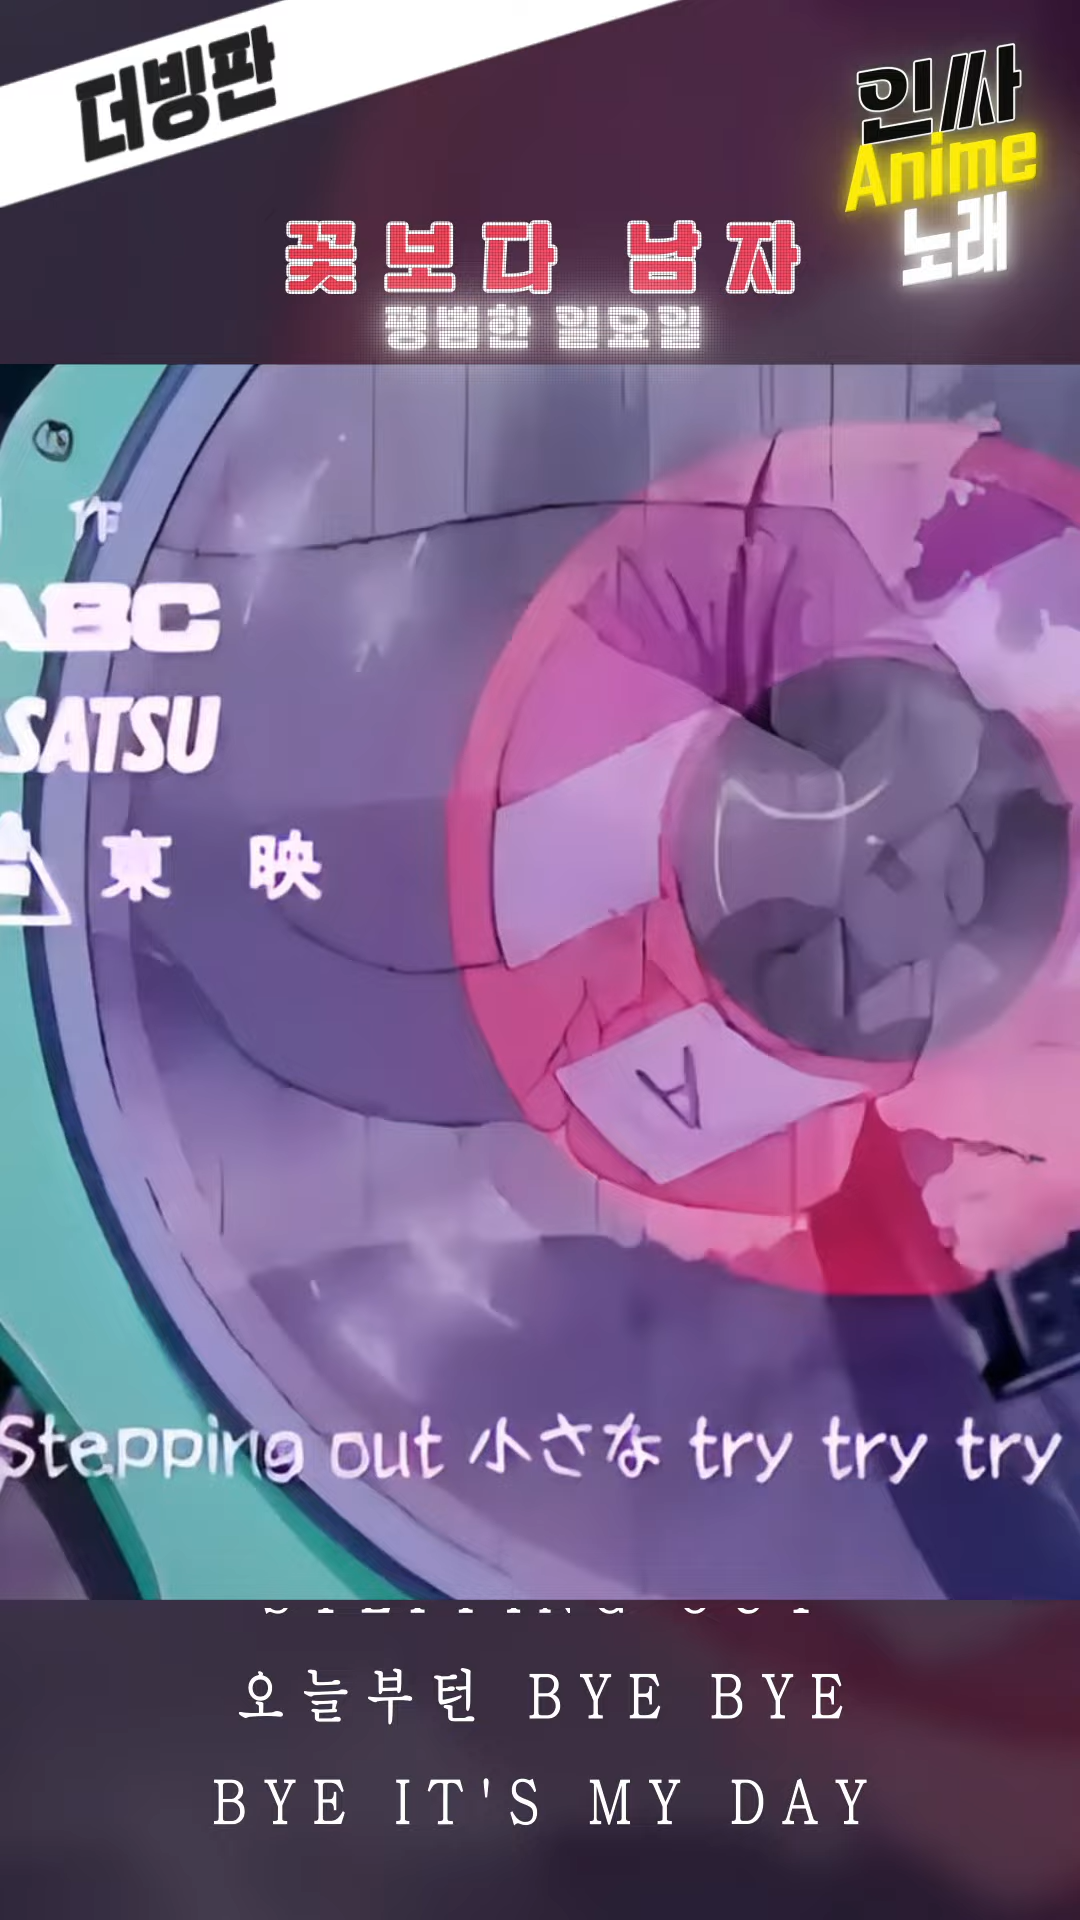 더빙판
인싸
Anime
노래
꽃보다 남자
평범한 일요일
作
ABC
SATSU
東映
Stepping out 小さな try try try
STEPPING OUT
오늘부턴 BYE BYE
BYE IT'S MY DAY